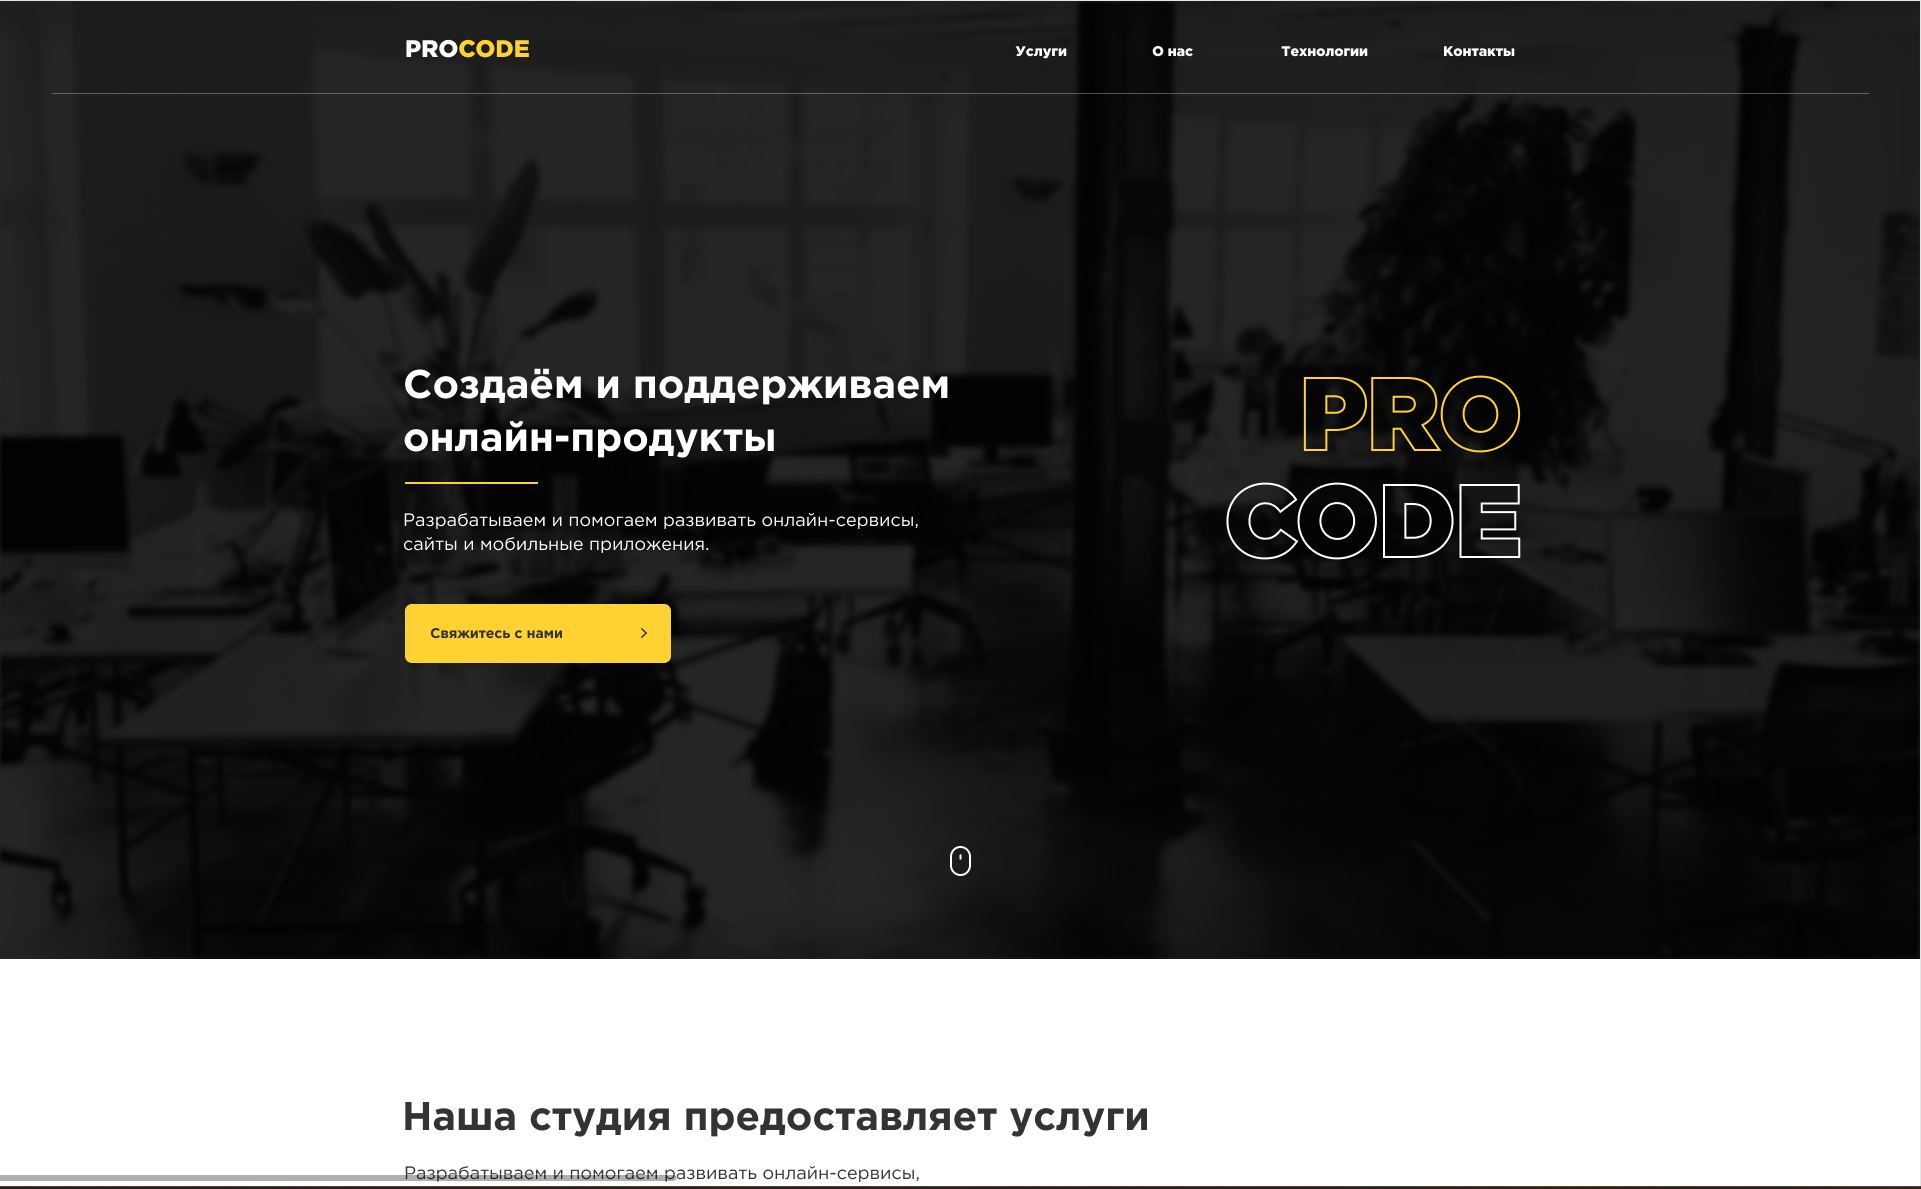 PROCODE
Услуги
О нас
Технологии
Контакты
Создаём и поддерживаем
онлайн-продукты
Разрабатываем и помогаем развивать онлайн-сервисы,
сайты и мобильные приложения.
Свяжитесь с нами
PRO
CODE
Наша студия предоставляет услуги
Разрабатываем и помогаем развивать онлайн-сервисы,